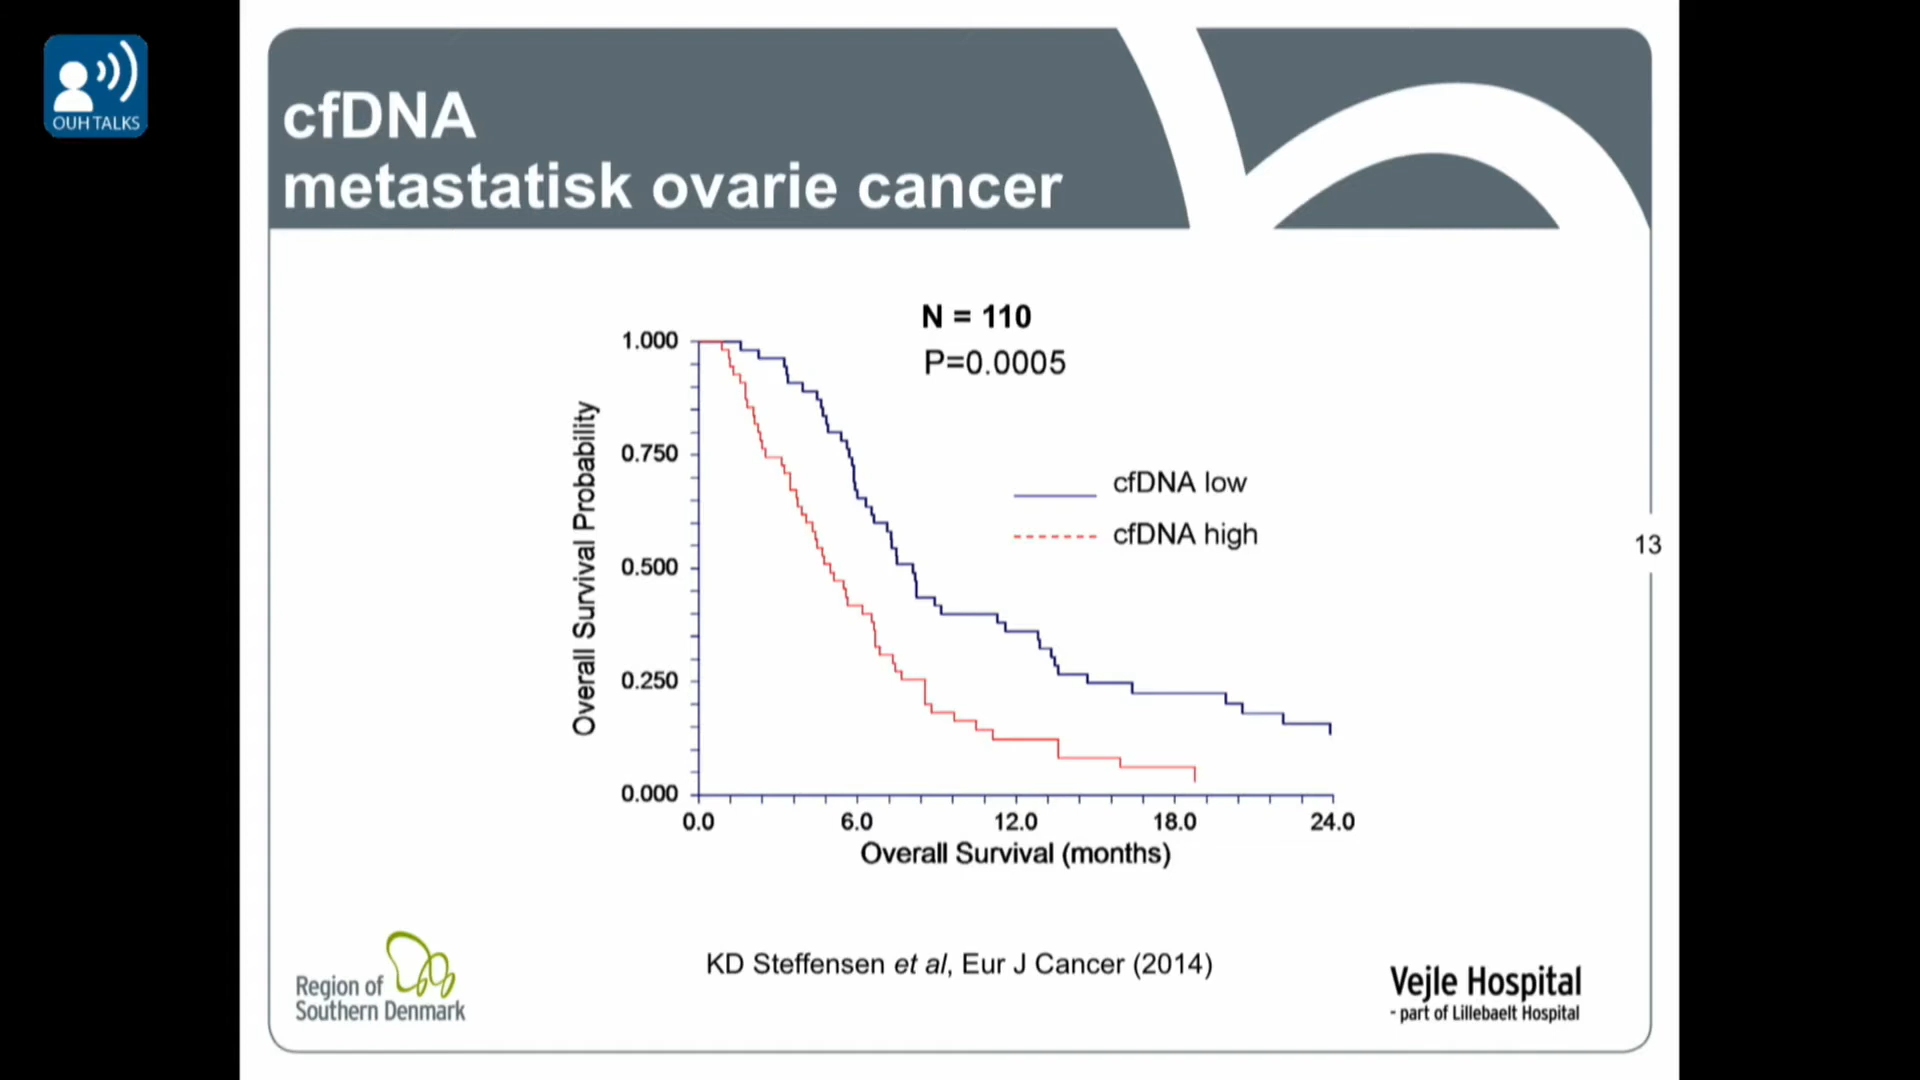 OUH TALKS
cfDNA
metastatisk ovarie cancer
N = 110
P=0.0005
1.000
0.750
0.500
0.250
0.000
Overall Survival Probability
cfDNA low
cfDNA high
0.0 6.0 12.0 18.0 24.0
Overall Survival (months)
13
KD Steffensen et al, Eur J Cancer (2014)
Region of
Southern Denmark
Vejle Hospital
- part of Lillebaelt Hospital